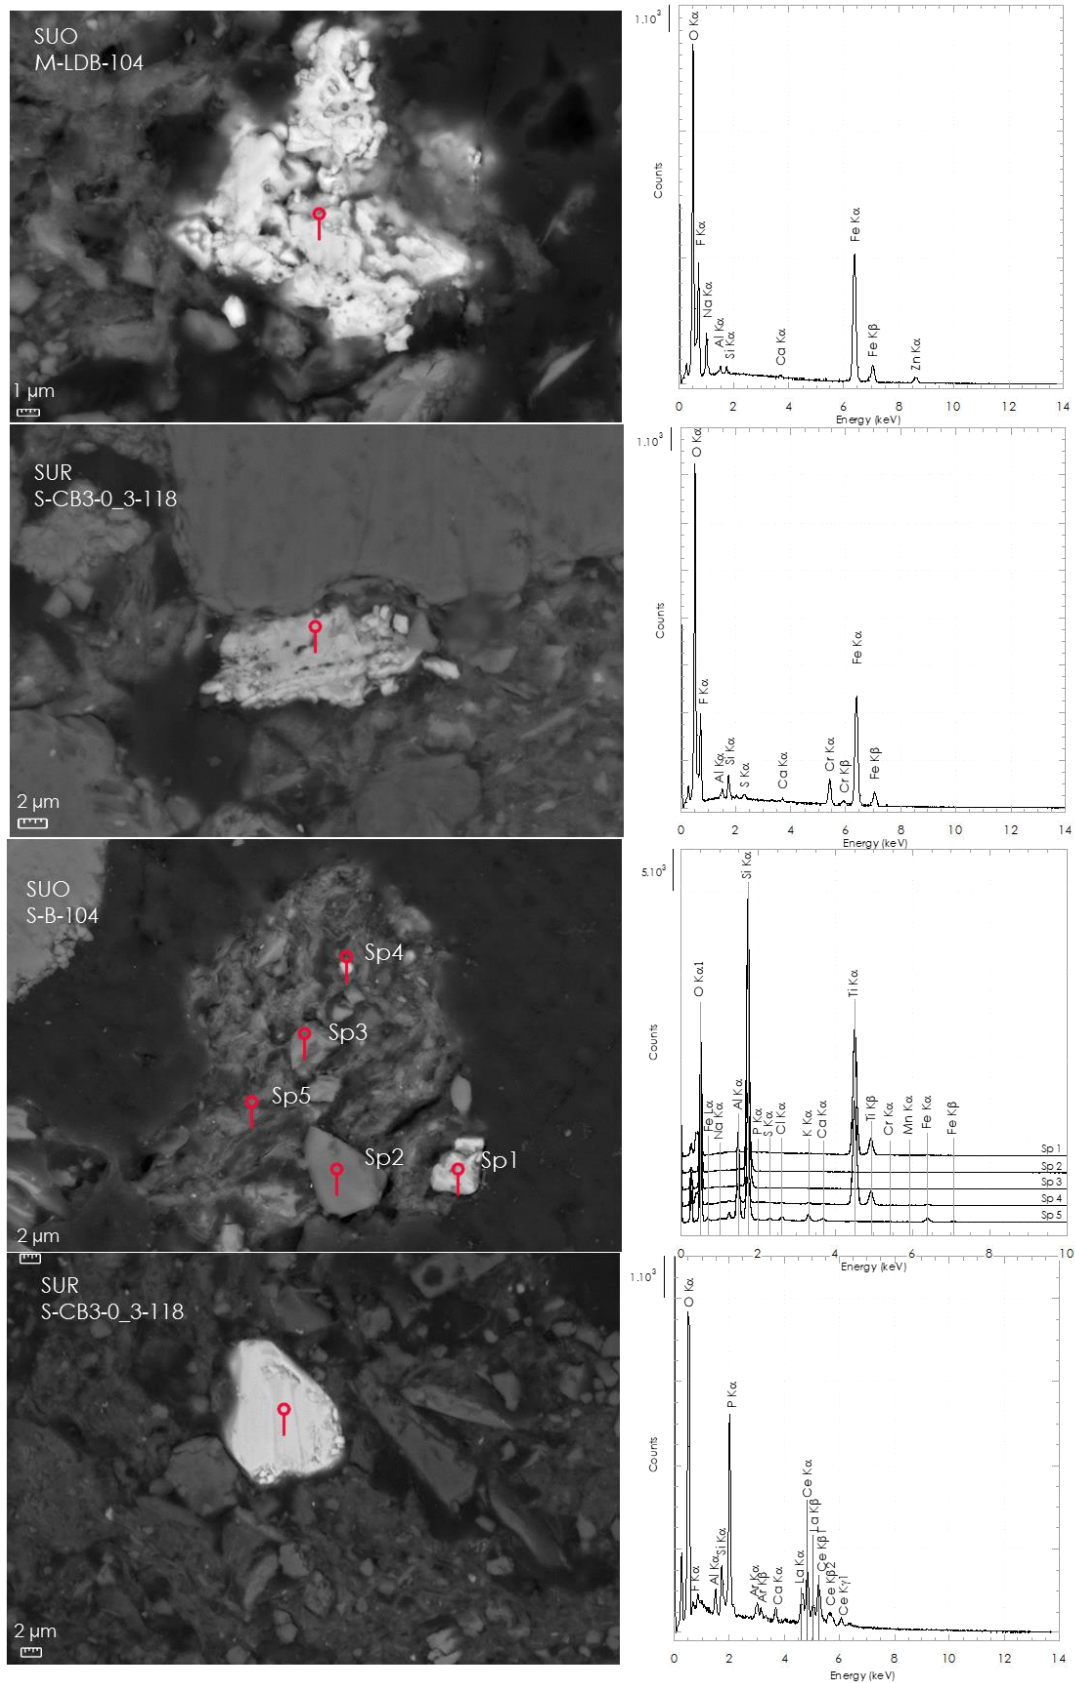 SUO
M-LDB-104
1 µm
1.10³
Counts
O Kα
F Kα
Na Kα
Al Kα
Si Kα
Ca Kα
Fe Kα
Fe Kβ
Zn Kα
0 2 4 6 8 10 12 14
Energy (keV)
SUR
S-CB3-0_3-118
2 µm
1.10³
Counts
O Kα
F Kα
Al Kα
Si Kα
S Kα
Ca Kα
Cr Kα
Cr Kβ
Fe Kα
Fe Kβ
0 2 4 6 8 10 12 14
Energy (keV)
SUO
S-B-104
Sp4
Sp3
Sp5
Sp2
Sp1
2 µm
5.10³
Counts
O Kα1
Fe Lα
Na Kα
Al Kα
Si Kα
P Kα
S Kα
Cl Kα
K Kα
Ca Kα
Ti Kα
Ti Kβ
Cr Kα
Mn Kα
Fe Kα
Fe Kβ
Sp 1
Sp 2
Sp 3
Sp 4
Sp 5
0 2 4 6 8 10
Energy (keV)
SUR
S-CB3-0_3-118
2 µm
1.10³
Counts
O Kα
F Kα
Al Kα
Si Kα
P Kα
Ar Kα
Ar Kβ
Ca Kα
La Kα
Ce Kα
La Kβ
Ce Kβ1
Ce Kβ2
Ce Kγ1
0 2 4 6 8 10 12 14
Energy (keV)